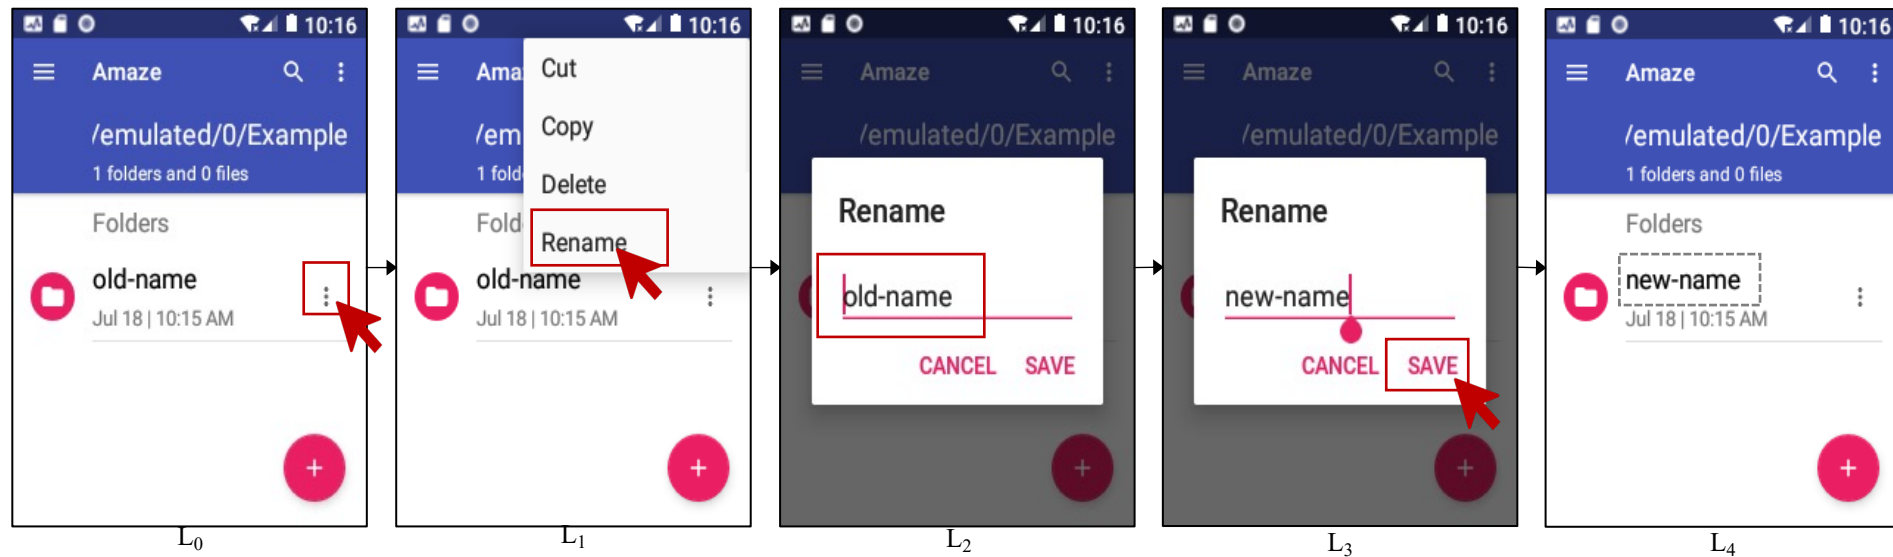 10:16
Amaze
/emulated/0/Example
1 folders and 0 files
Folders
old-name
Jul 18 | 10:15 AM
+
L0
10:16
Ama
/em
1 fold
Fold
Cut
Copy
Delete
Rename
old-name
Jul 18 | 10:15 AM
+
L1
10:16
Amaze
/emulated/0/Example
Rename
old-name
CANCEL SAVE
+
L2
10:16
Amaze
/emulated/0/Example
Rename
new-name
CANCEL SAVE
+
L3
10:16
Amaze
/emulated/0/Example
1 folders and 0 files
Folders
new-name
Jul 18 | 10:15 AM
+
L4